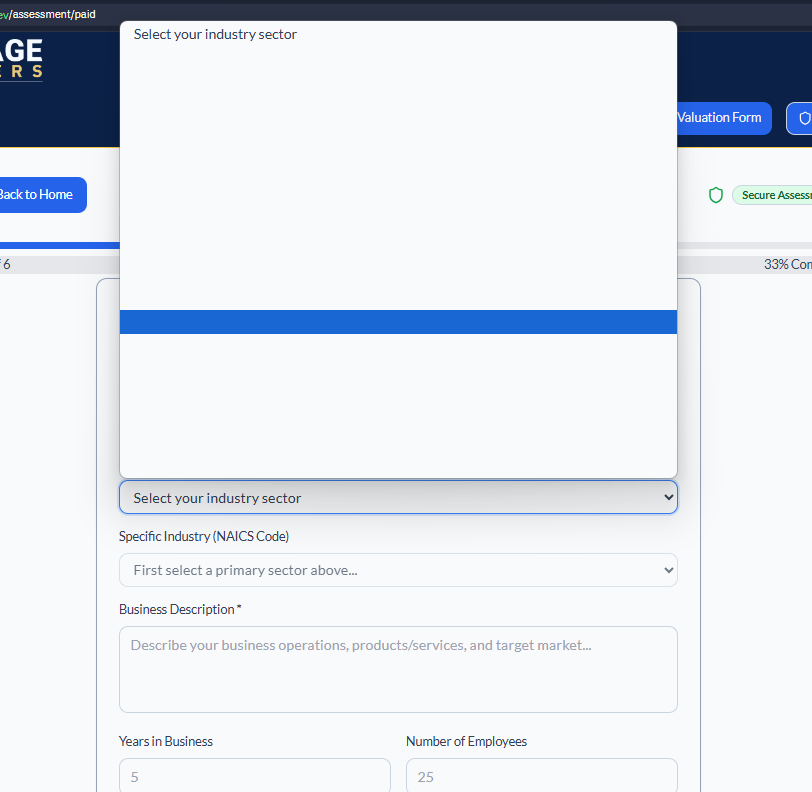 ev/assessment/paid
Select your industry sector
AGE
ERS
Valuation Form
Back to Home
Secure Assessm
f 6
33% Com
Select your industry sector
Specific Industry (NAICS Code)
First select a primary sector above...
Business Description *
Describe your business operations, products/services, and target market...
Years in Business
Number of Employees
5
25